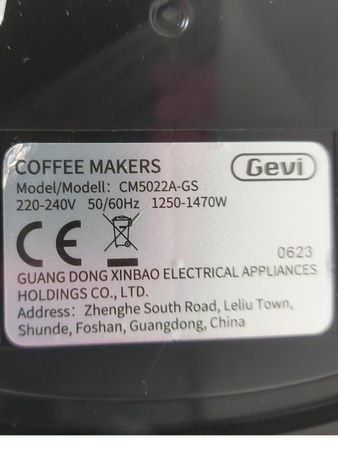 COFFEE MAKERS Gevi
Model/Modell: CM5022A-GS
220-240V 50/60Hz 1250-1470W
CE
0623
GUANG DONG XINBAO ELECTRICAL APPLIANCES
HOLDINGS CO., LTD.
Address: Zhenghe South Road, Leliu Town,
Shunde, Foshan, Guangdong, China